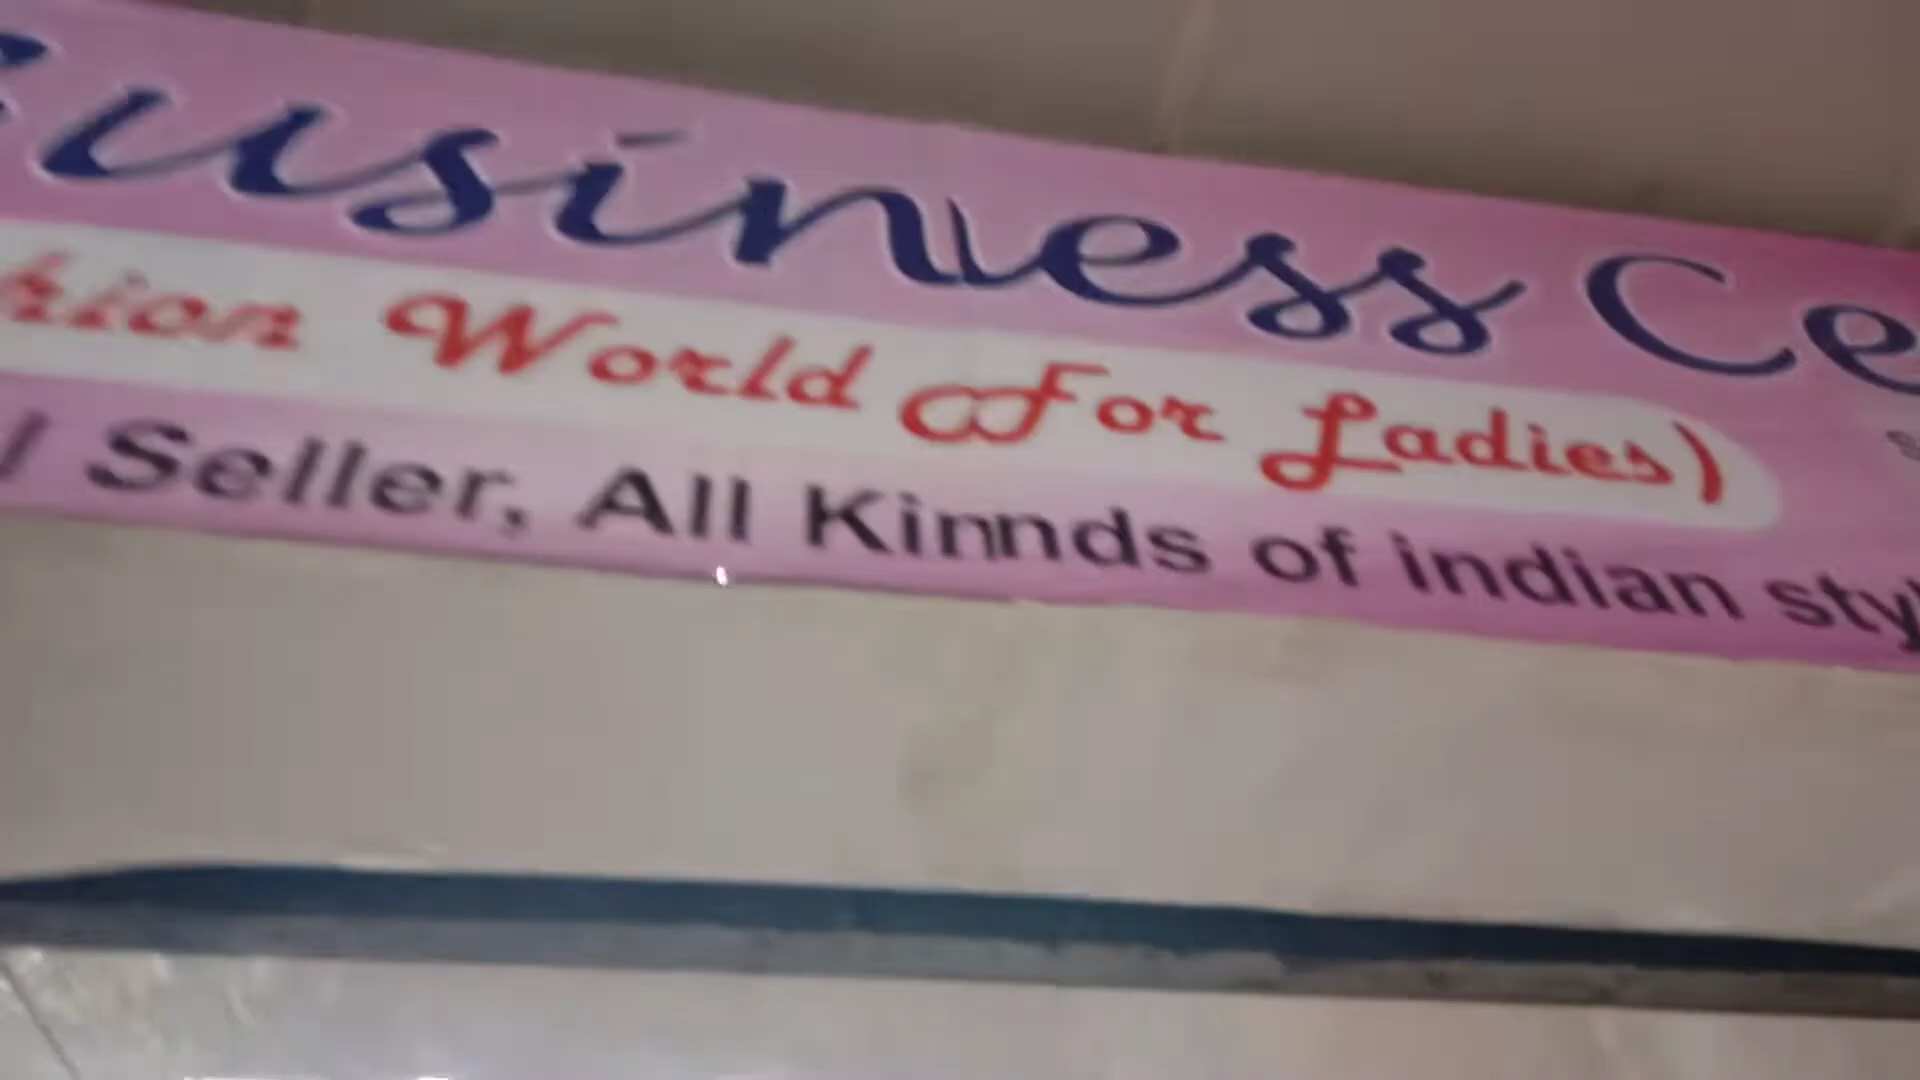 usiness Ce
hion World For Ladies)
l Seller, All Kinnds of indian sty